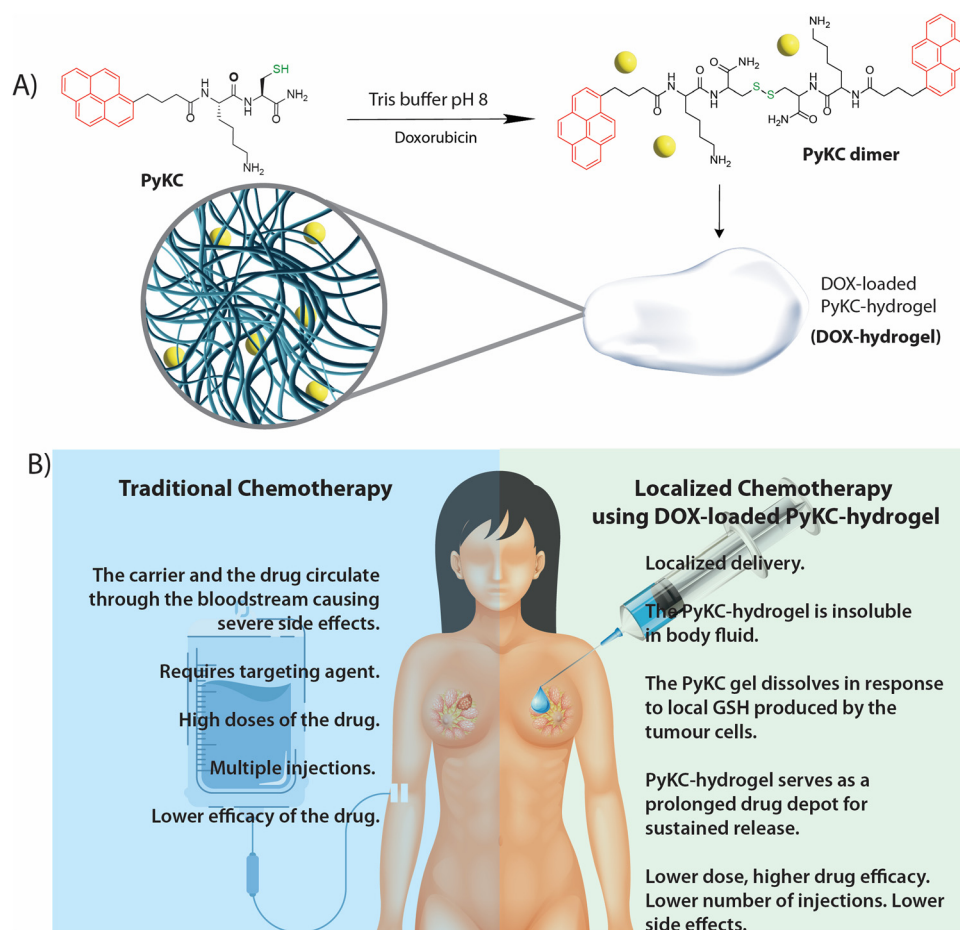 A)
SH
O
H
N
N
H
NH2
O
O
NH2
PyKC
Tris buffer pH 8
Doxorubicin
NH2
O
NH2
H
N
O
N
H
O
S
S
H2N
O
H
N
O
N
H
O
NH2
PyKC dimer
DOX-loaded
PyKC-hydrogel
(DOX-hydrogel)
B)
Traditional Chemotherapy
The carrier and the drug circulate
through the bloodstream causing
severe side effects.
Requires targeting agent.
High doses of the drug.
Multiple injections.
Lower efficacy of the drug.
Localized Chemotherapy
using DOX-loaded PyKC-hydrogel
Localized delivery.
The PyKC-hydrogel is insoluble
in body fluid.
The PyKC gel dissolves in response
to local GSH produced by the
tumour cells.
PyKC-hydrogel serves as a
prolonged drug depot for
sustained release.
Lower dose, higher drug efficacy.
Lower number of injections. Lower
side effects.